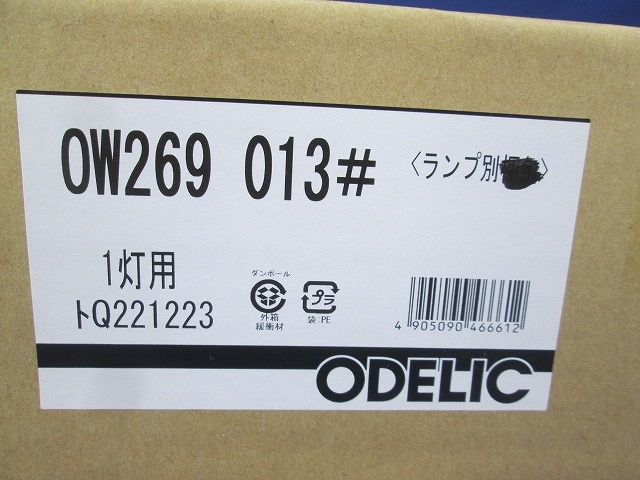 OW269 013# 〈ランプ別〉
1灯用
トQ221223
ダンボール
外箱
緩衝材
プラ
袋:PE
4 905090 466612
ODELIC